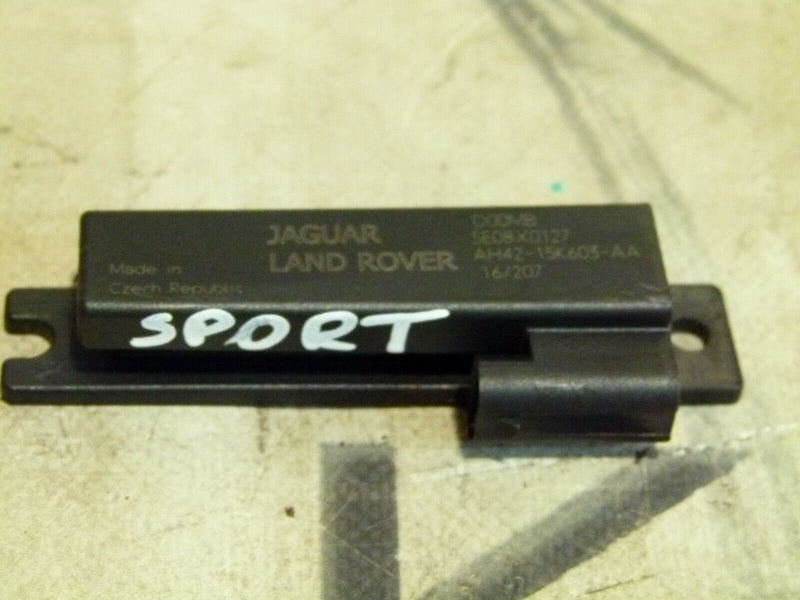 Made in
Czech Republic
JAGUAR
LAND ROVER
D00MB
5E08X0127
AH42-15K603-AA
16/207
SPORT